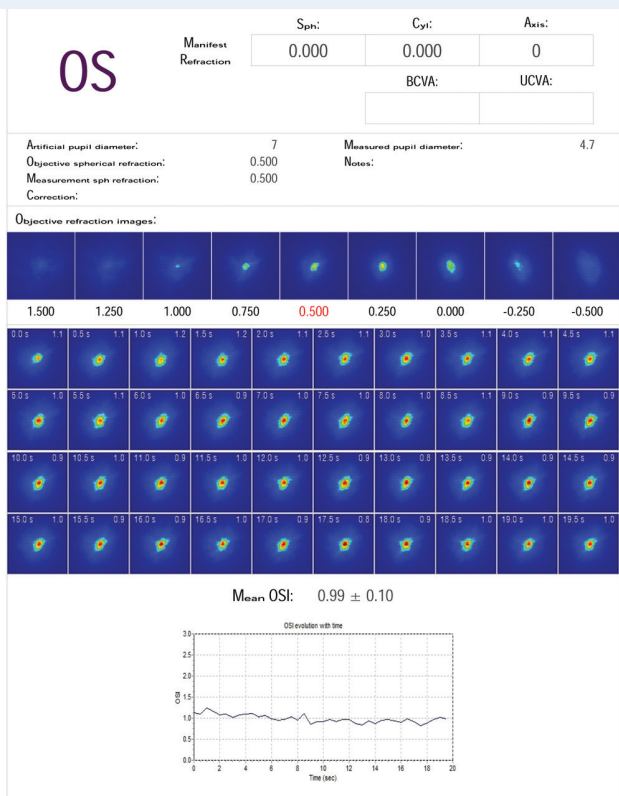 Sph: Cyl: Axis:
OS
Manifest Refraction 0.000 0.000 0
BCVA: UCVA:
Artificial pupil diameter: 7 Measured pupil diameter: 4.7
Objective spherical refraction: 0.500 Notes:
Measurement sph refraction: 0.500
Correction:
Objective refraction images:
1.500 1.250 1.000 0.750 0.500 0.250 0.000 -0.250 -0.500
0.0 s 1.1 0.5 s 1.1 1.0 s 1.2 1.5 s 1.2 2.0 s 1.1 2.5 s 1.1 3.0 s 1.0 3.5 s 1.1 4.0 s 1.1 4.5 s 1.1
5.0 s 1.0 5.5 s 1.1 6.0 s 1.0 6.5 s 0.9 7.0 s 1.0 7.5 s 1.0 8.0 s 1.0 8.5 s 1.1 9.0 s 0.9 9.5 s 0.9
10.0 s 0.9 10.5 s 1.0 11.0 s 0.9 11.5 s 1.0 12.0 s 1.0 12.5 s 0.9 13.0 s 0.8 13.5 s 0.9 14.0 s 0.9 14.5 s 0.9
15.0 s 1.0 15.5 s 0.9 16.0 s 0.9 16.5 s 1.0 17.0 s 0.9 17.5 s 0.8 18.0 s 0.9 18.5 s 1.0 19.0 s 1.0 19.5 s 1.0
Mean OSI: 0.99 ± 0.10
OSI evolution with time
3.0
2.5
2.0
1.5
OSI
1.0
0.5
0.0
0 2 4 6 8 10 12 14 16 18 20
Time (sec)